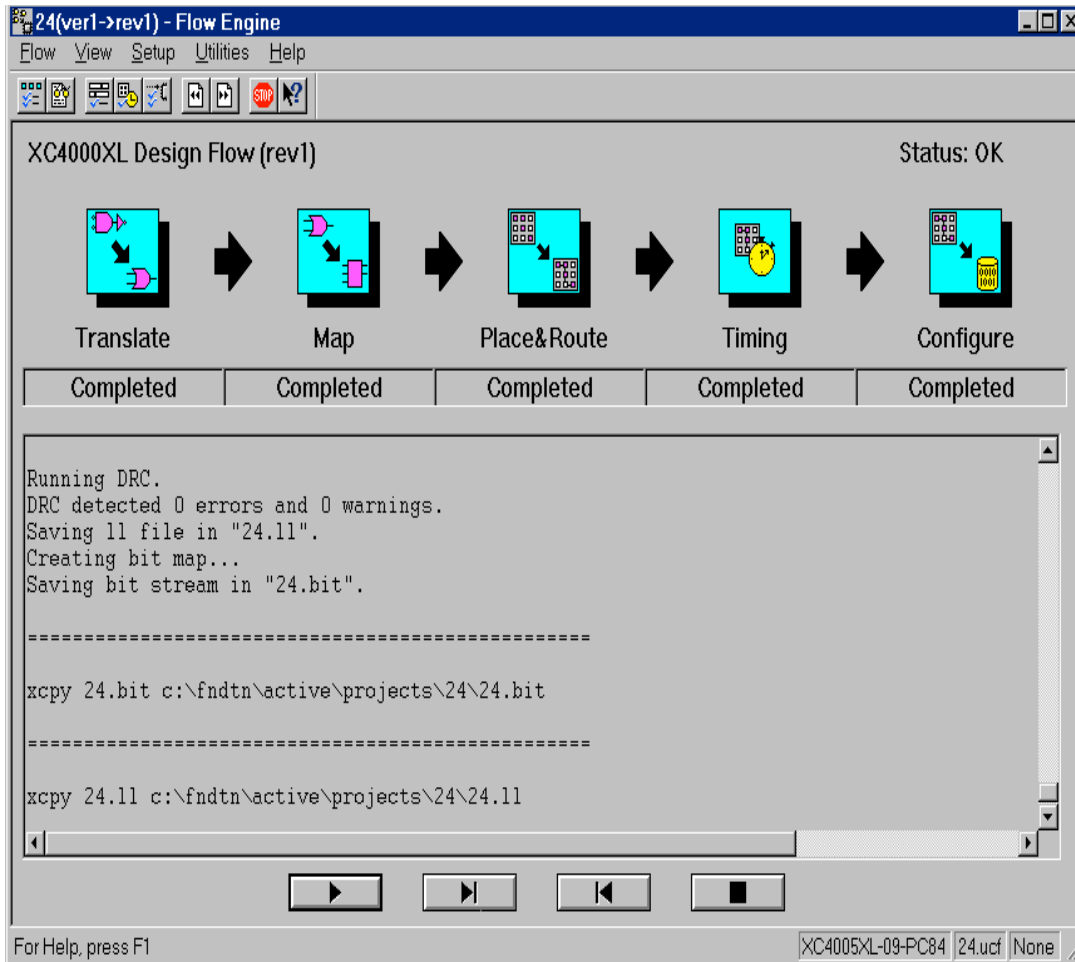 24(ver1->rev1) - Flow Engine
Flow View Setup Utilities Help
STOP
XC4000XL Design Flow (rev1) Status: OK
0010
1001
Translate Map Place&Route Timing Configure
Completed Completed Completed Completed Completed
Running DRC.
DRC detected 0 errors and 0 warnings.
Saving ll file in "24.ll".
Creating bit map...
Saving bit stream in "24.bit".
==================================================
xcpy 24.bit c:\fndtn\active\projects\24\24.bit
==================================================
xcpy 24.ll c:\fndtn\active\projects\24\24.ll
For Help, press F1 XC4005XL-09-PC84 24.ucf None